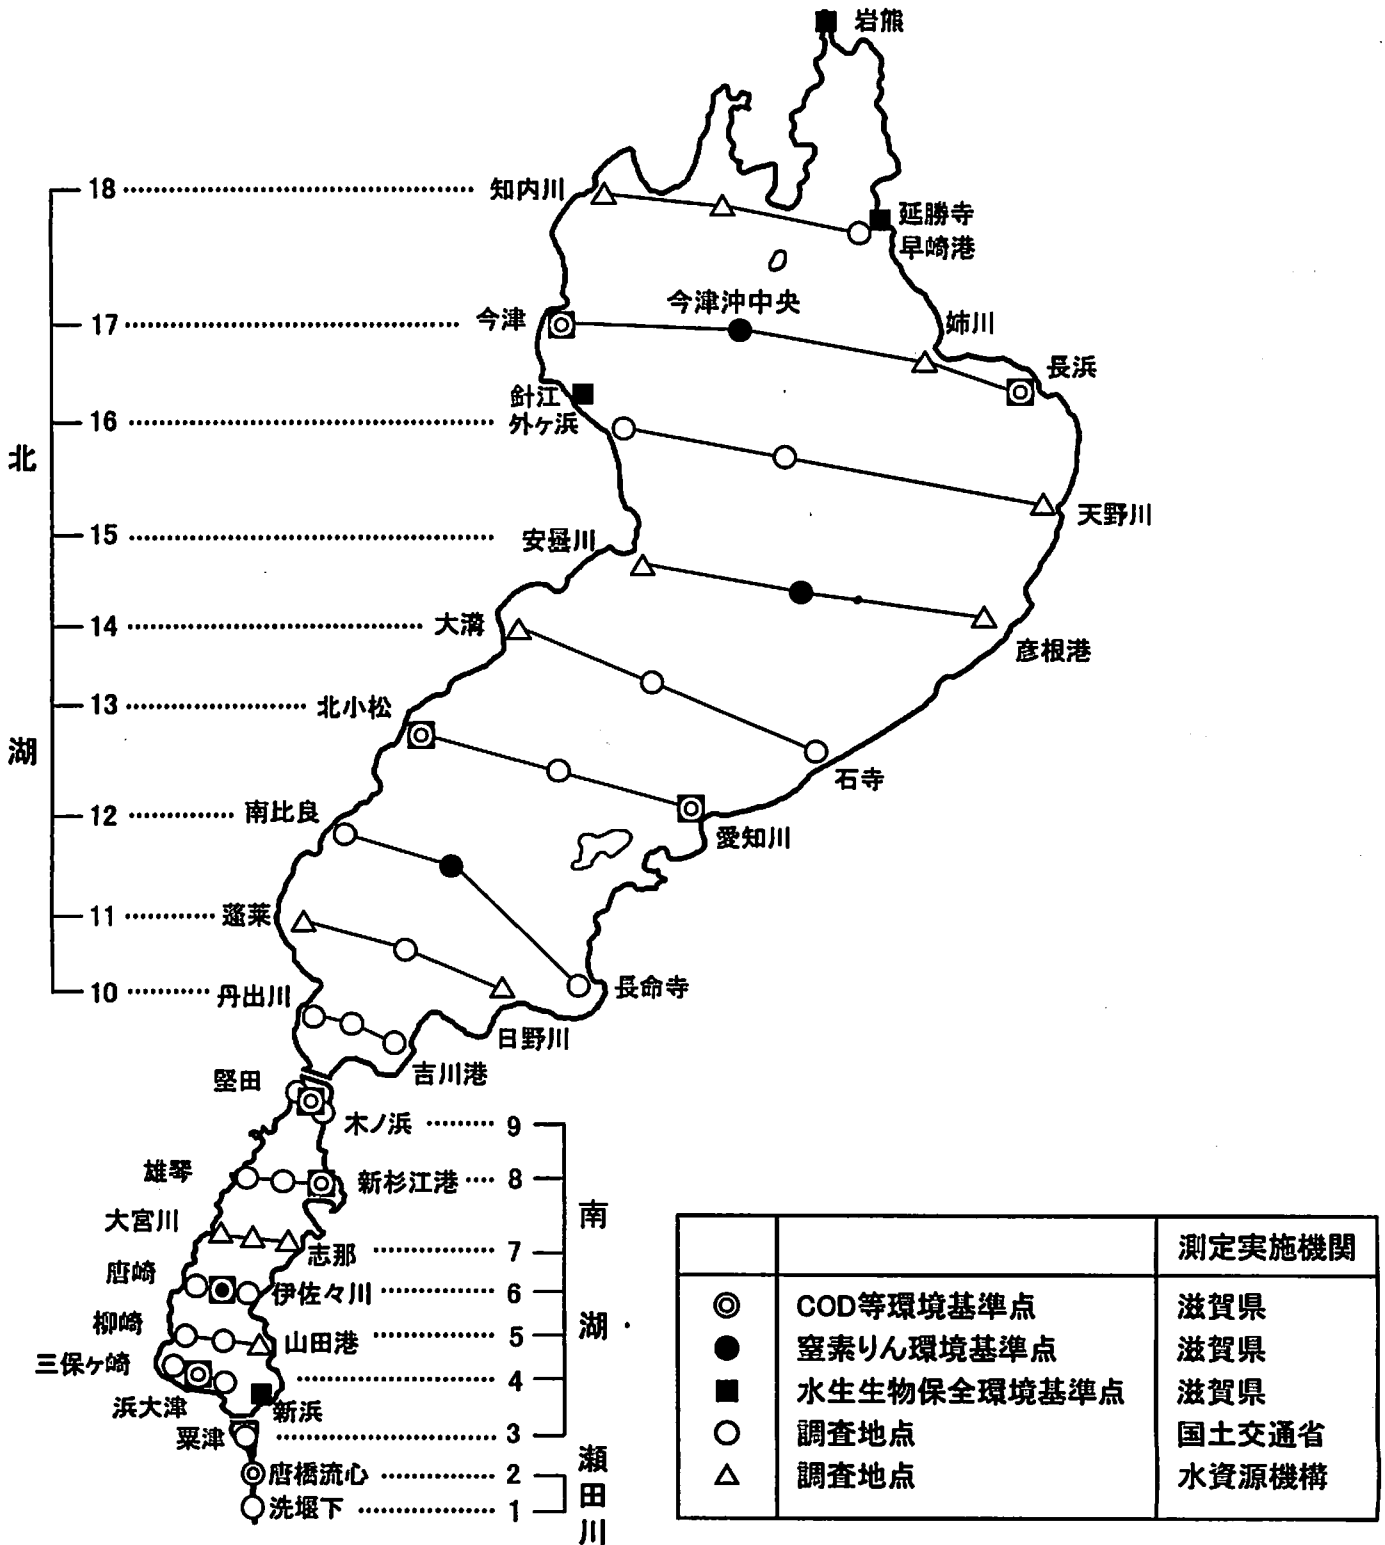 岩熊
18
知内川
延勝寺
早崎港
17
今津
今津沖中央
姉川
長浜
針江
16
外ヶ浜
天野川
北
15
安曇川
14
大溝
彦根港
13
北小松
湖
石寺
12
南比良
愛知川
11
蓬莱
10
丹出川
長命寺
日野川
吉川港
堅田
木ノ浜
9
雄琴
新杉江港
8
南
大宮川
志那
7
唐崎
伊佐々川
6
柳崎
山田港
5
湖
三保ヶ崎
4
浜大津
新浜
粟津
3
瀬
唐橋流心
2
田
洗堰下
1
川
測定実施機関
◎ COD等環境基準点 滋賀県
● 窒素りん環境基準点 滋賀県
■ 水生生物保全環境基準点 滋賀県
○ 調査地点 国土交通省
△ 調査地点 水資源機構